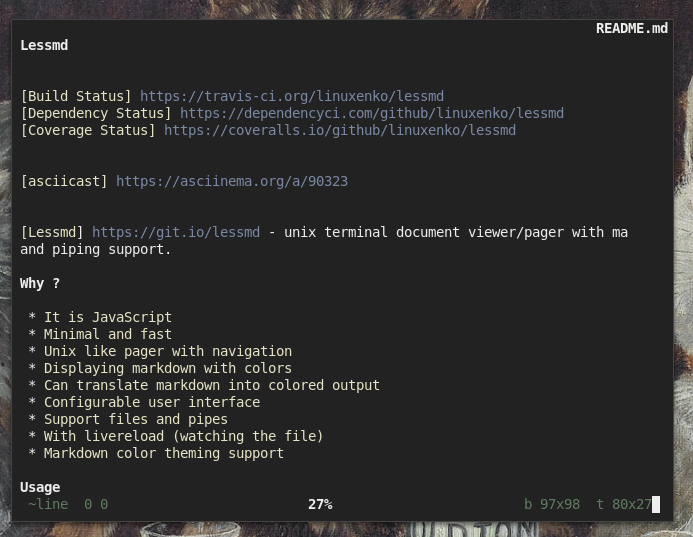 README.md
Lessmd
[Build Status] https://travis-ci.org/linuxenko/lessmd
[Dependency Status] https://dependencyci.com/github/linuxenko/lessmd
[Coverage Status] https://coveralls.io/github/linuxenko/lessmd
[asciicast] https://asciinema.org/a/90323
[Lessmd] https://git.io/lessmd - unix terminal document viewer/pager with ma
and piping support.
Why ?
* It is JavaScript
* Minimal and fast
* Unix like pager with navigation
* Displaying markdown with colors
* Can translate markdown into colored output
* Configurable user interface
* Support files and pipes
* With livereload (watching the file)
* Markdown color theming support
Usage
~line 0 0 27% b 97x98 t 80x27